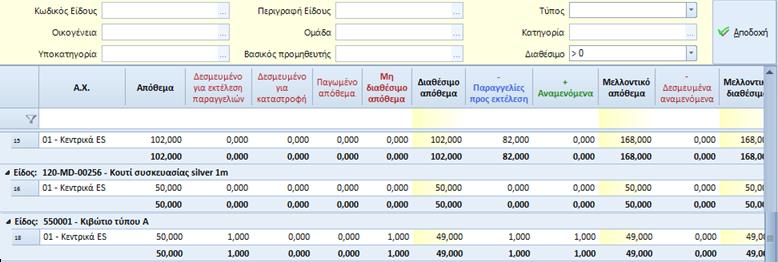 Κωδικός Είδους ... Περιγραφή Είδους ... Τύπος
Οικογένεια ... Ομάδα ... Κατηγορία ... Αποδοχή
Υποκατηγορία ... Βασικός προμηθευτής ... Διαθέσιμο > 0
Α.Χ. Απόθεμα Δεσμευμένο για εκτέλεση παραγγελιών Δεσμευμένο για καταστροφή Παγωμένο απόθεμα Μη διαθέσιμο απόθεμα Διαθέσιμο απόθεμα - Παραγγελίες προς εκτέλεση + Αναμενόμενα Μελλοντικό απόθεμα - Δεσμευμένα αναμενόμενα Μελλοντι διαθέσιμ
15 01 - Κεντρικά ES 102,000 0,000 0,000 0,000 0,000 102,000 82,000 0,000 168,000 0,000 168,0
102,000 0,000 0,000 0,000 0,000 102,000 82,000 0,000 168,000 0,000 168,00
Είδος: 120-MD-00256 - Κουτί συσκευασίας silver 1m
16 01 - Κεντρικά ES 50,000 0,000 0,000 0,000 0,000 50,000 0,000 0,000 50,000 0,000 50,00
50,000 0,000 0,000 0,000 0,000 50,000 0,000 0,000 50,000 0,000 50,00
Είδος: 550001 - Κιβώτιο τύπου Α
18 01 - Κεντρικά ES 50,000 1,000 0,000 0,000 1,000 49,000 1,000 1,000 49,000 0,000 49,0
50,000 1,000 0,000 0,000 1,000 49,000 1,000 1,000 49,000 0,000 49,00